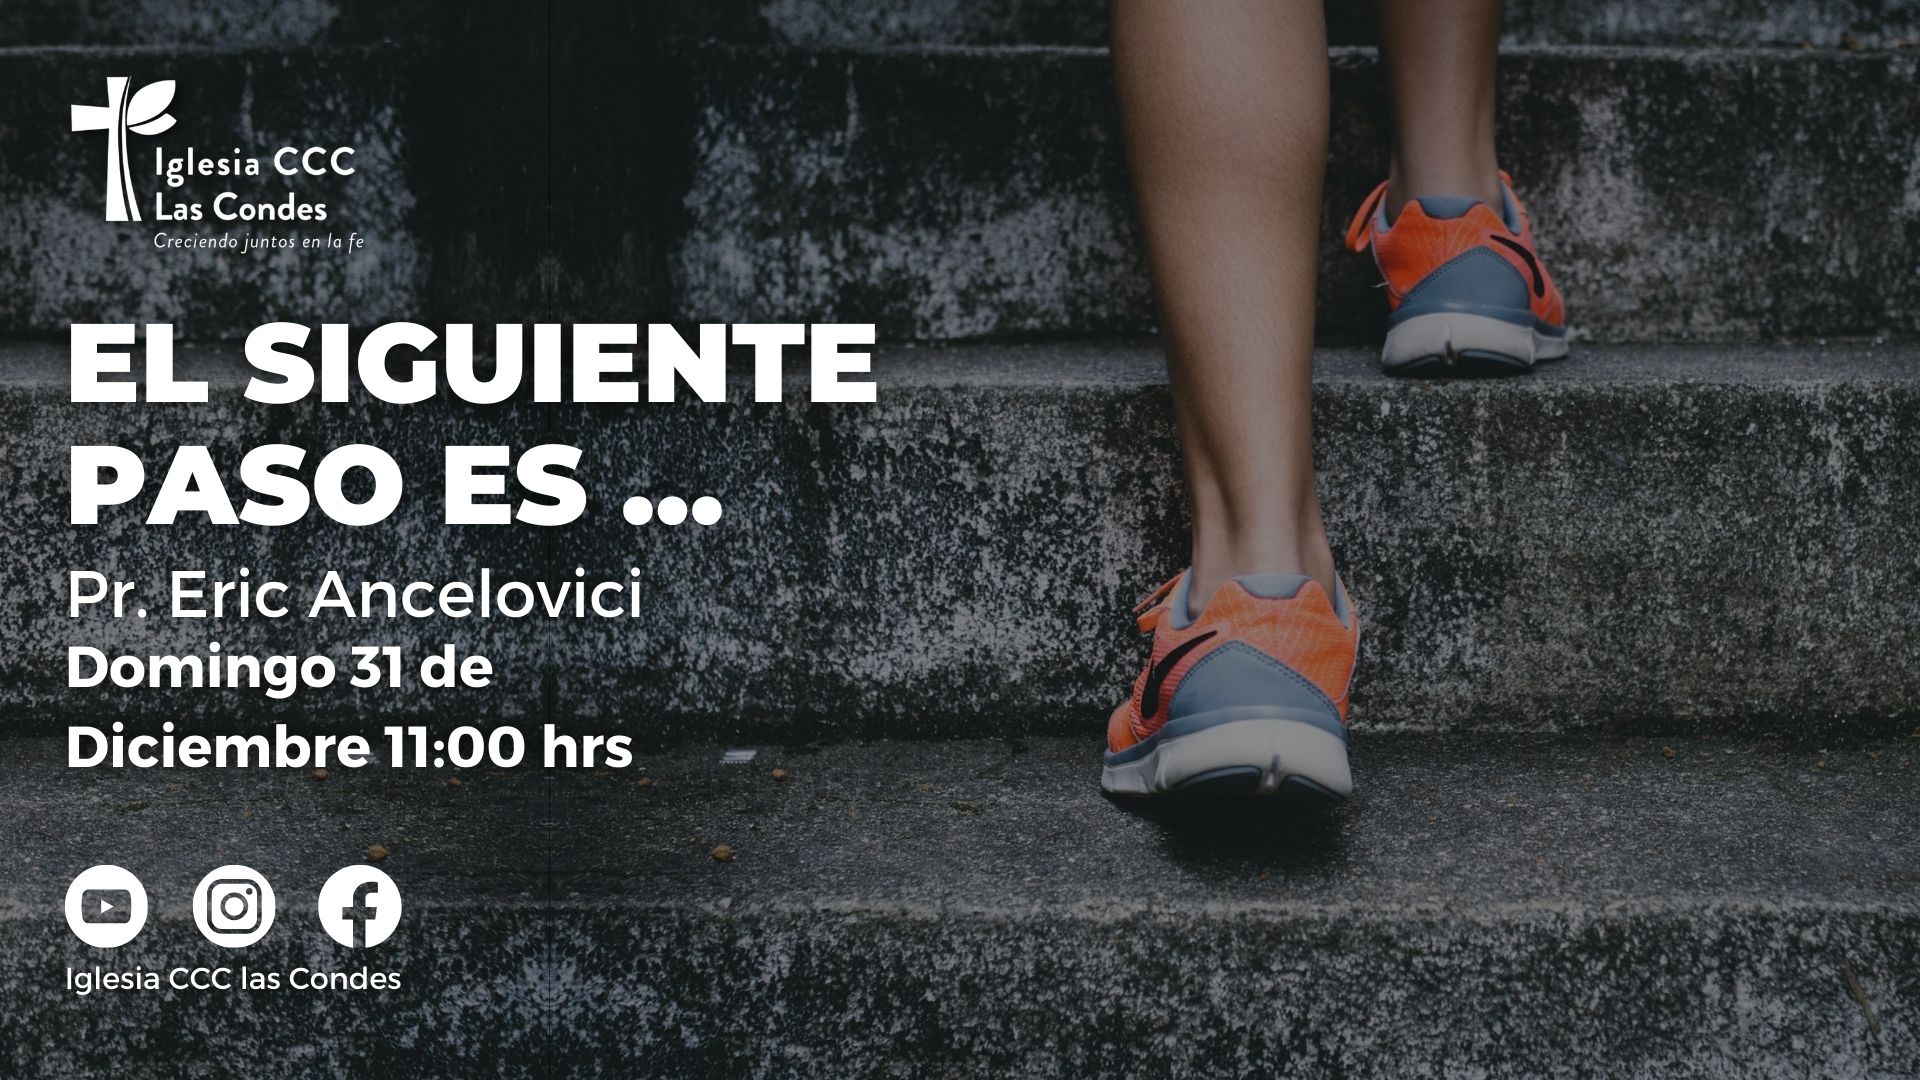 Iglesia CCC
Las Condes
Creciendo juntos en la fe
EL SIGUIENTE
PASO ES ...
Pr. Eric Ancelovici
Domingo 31 de
Diciembre 11:00 hrs
Iglesia CCC las Condes